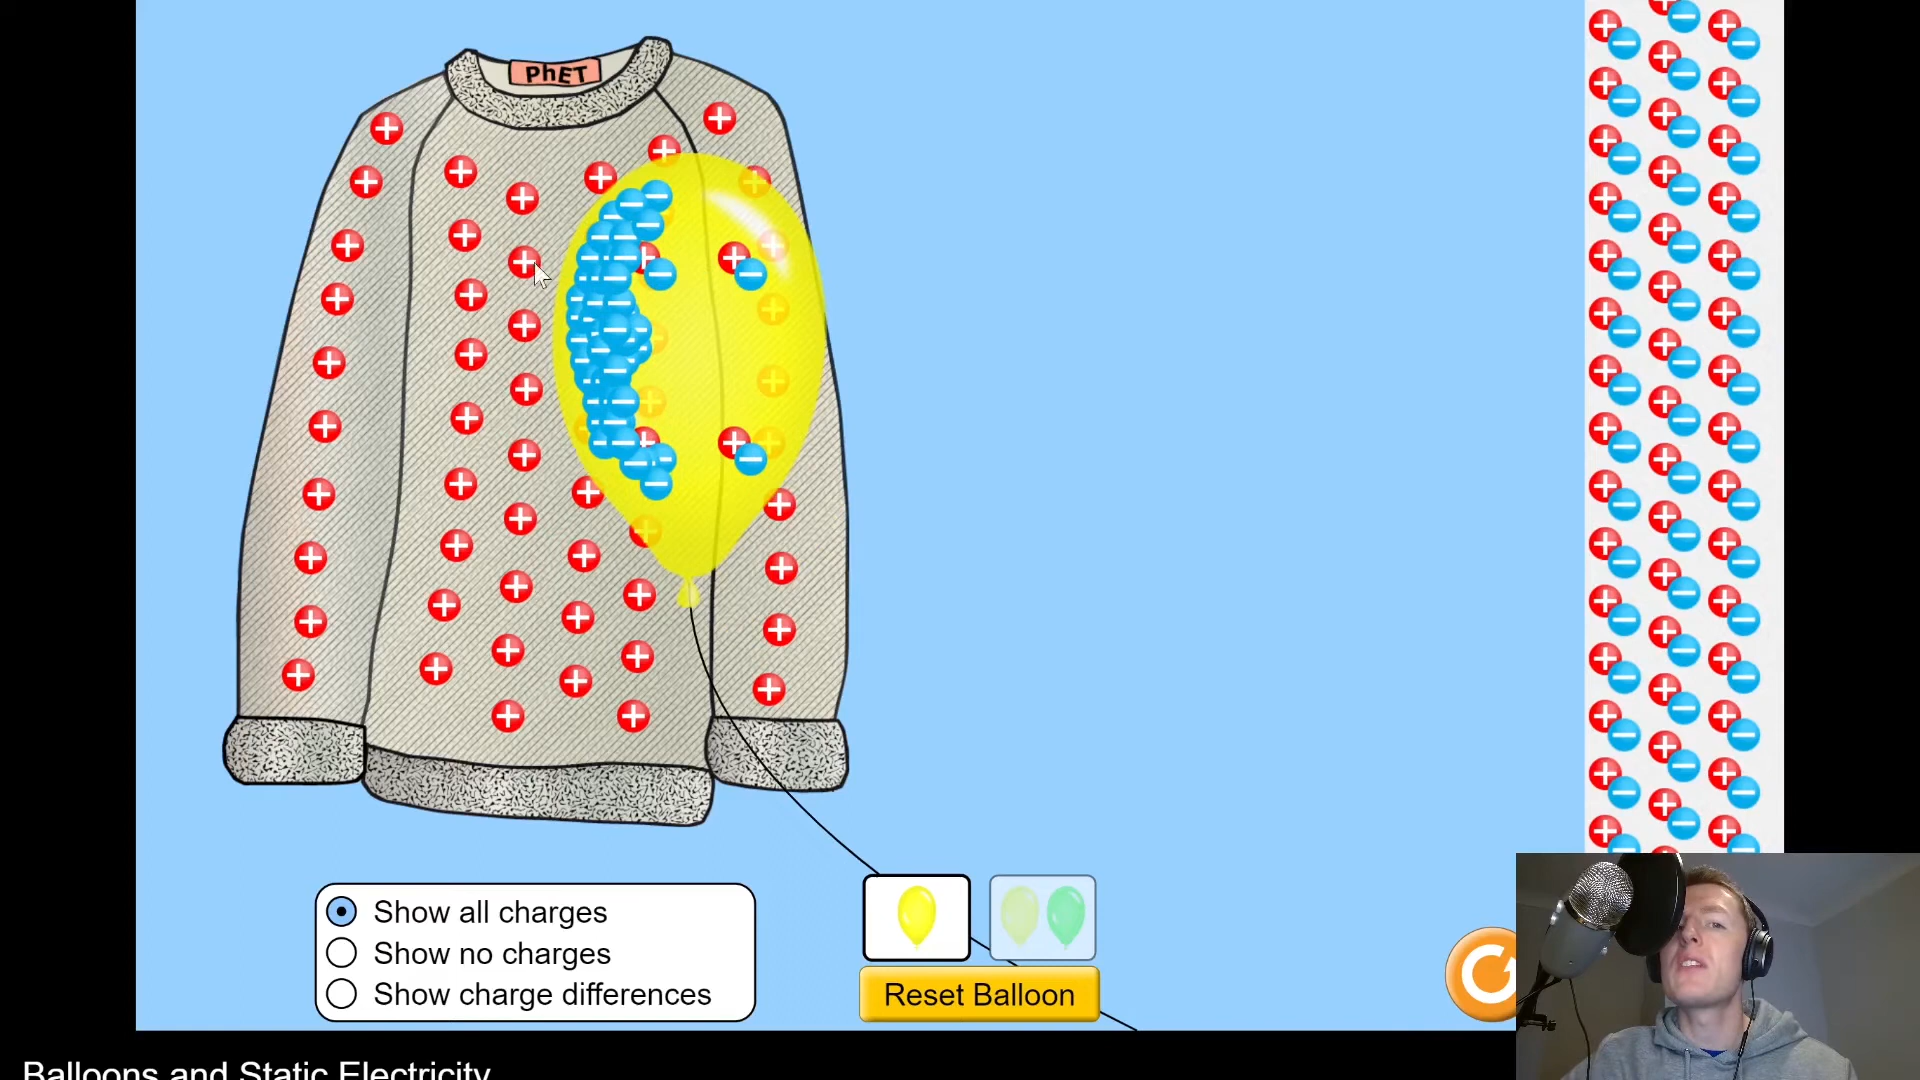 PhET
Show all charges
Show no charges
Show charge differences
Reset Balloon
Balloons and Static Electricity